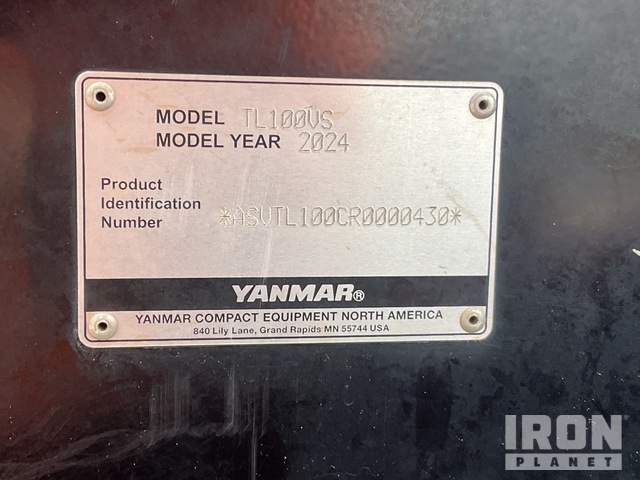 MODEL TL100VS
MODEL YEAR 2024
Product
Identification
Number *ASVTL100CR0000430*
YANMAR®
YANMAR COMPACT EQUIPMENT NORTH AMERICA
840 Lily Lane, Grand Rapids MN 55744 USA
IRON
PLANET